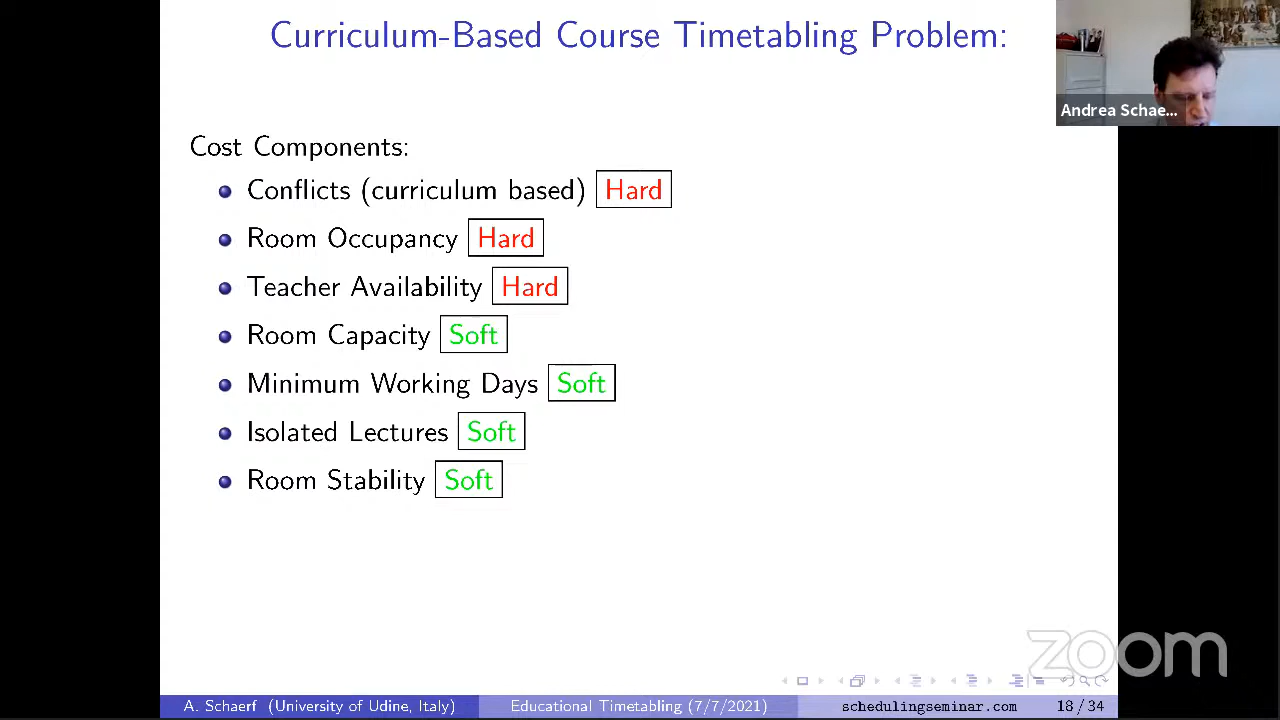 Curriculum-Based Course Timetabling Problem:
Andrea Schae...
Cost Components:
Conflicts (curriculum based) Hard
Room Occupancy Hard
Teacher Availability Hard
Room Capacity Soft
Minimum Working Days Soft
Isolated Lectures Soft
Room Stability Soft
zoom
A. Schaerf (University of Udine, Italy) Educational Timetabling (7/7/2021) schedulingseminar.com 18 / 34